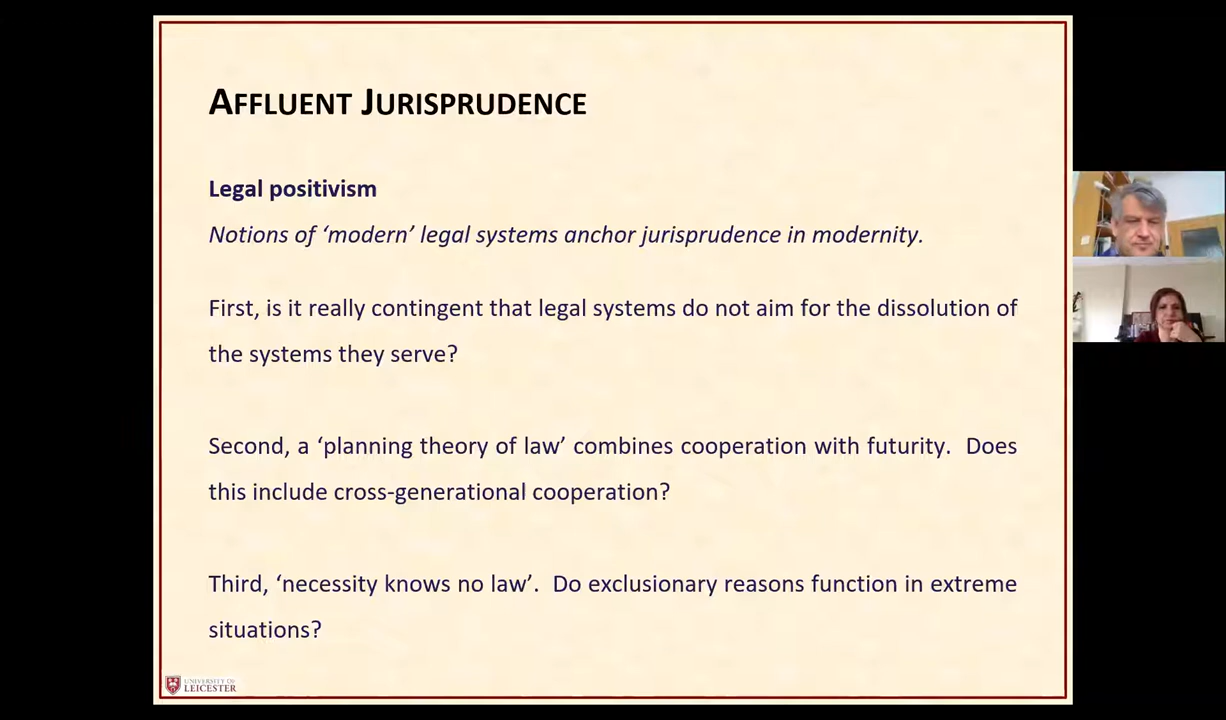 AFFLUENT JURISPRUDENCE
Legal positivism
Notions of ‘modern’ legal systems anchor jurisprudence in modernity.
First, is it really contingent that legal systems do not aim for the dissolution of
the systems they serve?
Second, a ‘planning theory of law’ combines cooperation with futurity.  Does
this include cross-generational cooperation?
Third, ‘necessity knows no law’.  Do exclusionary reasons function in extreme
situations?
UNIVERSITY OF
LEICESTER